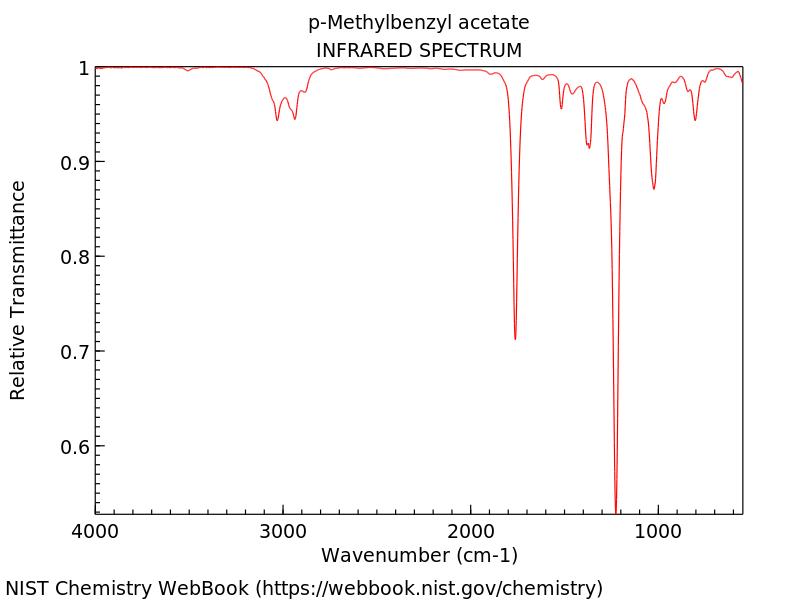 p-Methylbenzyl acetate
INFRARED SPECTRUM
1
0.9
0.8
0.7
0.6
Relative Transmittance
4000 3000 2000 1000
Wavenumber (cm-1)
NIST Chemistry WebBook (https://webbook.nist.gov/chemistry)